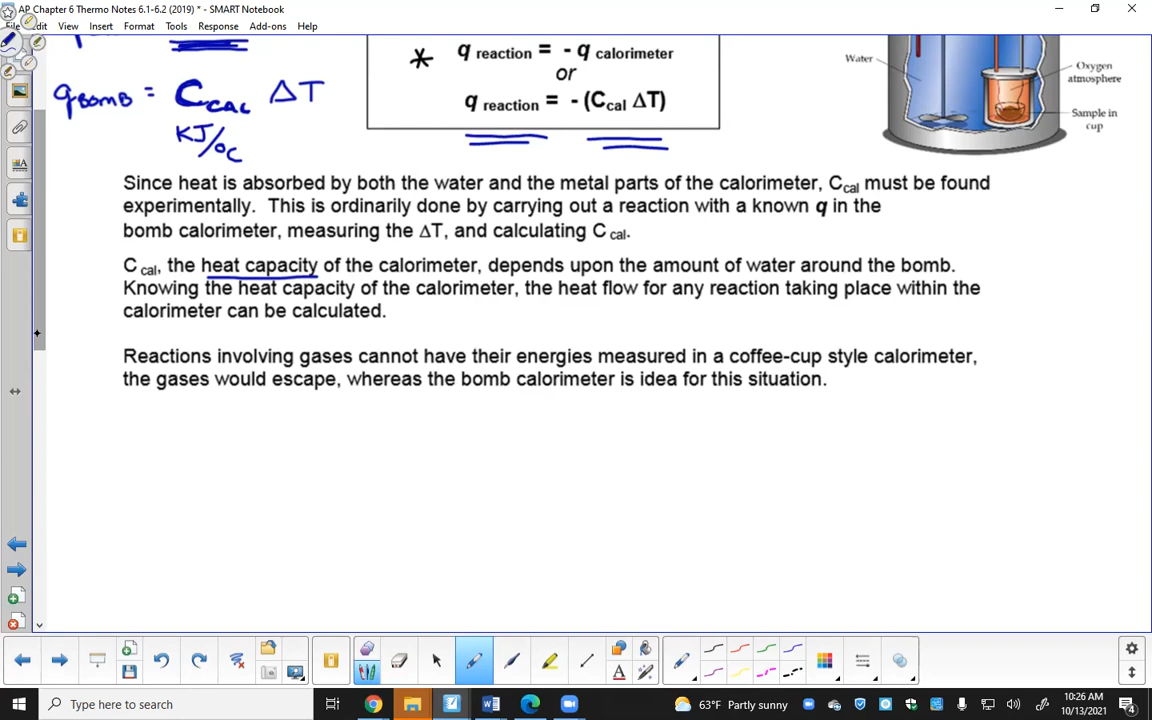 AP Chapter 6 Thermo Notes 6.1-6.2 (2019) * - SMART Notebook
File Edit View Insert Format Tools Response Add-ons Help
q reaction = - q calorimeter
or
q reaction = - (C cal ΔT)
qBOMB = CCAL ΔT
KJ/°C
Water
Oxygen
atmosphere
Sample in
cup
Since heat is absorbed by both the water and the metal parts of the calorimeter, Ccal must be found
experimentally. This is ordinarily done by carrying out a reaction with a known q in the
bomb calorimeter, measuring the ΔT, and calculating C cal.
C cal, the heat capacity of the calorimeter, depends upon the amount of water around the bomb.
Knowing the heat capacity of the calorimeter, the heat flow for any reaction taking place within the
calorimeter can be calculated.
Reactions involving gases cannot have their energies measured in a coffee-cup style calorimeter,
the gases would escape, whereas the bomb calorimeter is idea for this situation.
Type here to search
63°F Partly sunny
10:26 AM
10/13/2021
4